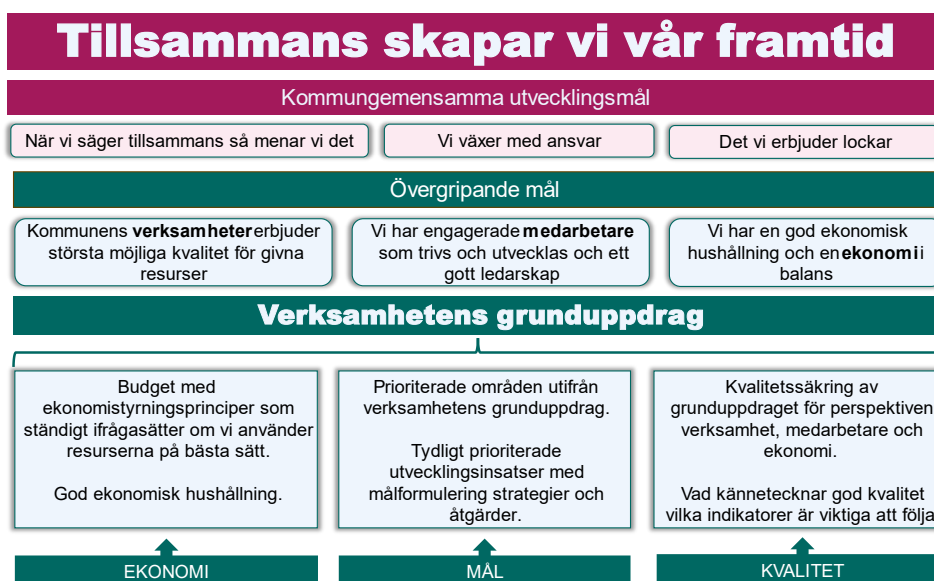 Tillsammans skapar vi vår framtid
Kommungemensamma utvecklingsmål
När vi säger tillsammans så menar vi det
Vi växer med ansvar
Det vi erbjuder lockar
Övergripande mål
Kommunens verksamheter erbjuder
största möjliga kvalitet för givna
resurser
Vi har engagerade medarbetare
som trivs och utvecklas och ett
gott ledarskap
Vi har en god ekonomisk
hushållning och en ekonomi i
balans
Verksamhetens grunduppdrag
Budget med
ekonomistyrningsprinciper som
ständigt ifrågasätter om vi använder
resurserna på bästa sätt.
God ekonomisk hushållning.
Prioriterade områden utifrån
verksamhetens grunduppdrag.
Tydligt prioriterade
utvecklingsinsatser med
målformulering strategier och
åtgärder.
Kvalitetssäkring av
grunduppdraget för perspektiven
verksamhet, medarbetare och
ekonomi.
Vad kännetecknar god kvalitet
vilka indikatorer är viktiga att följa
EKONOMI
MÅL
KVALITET